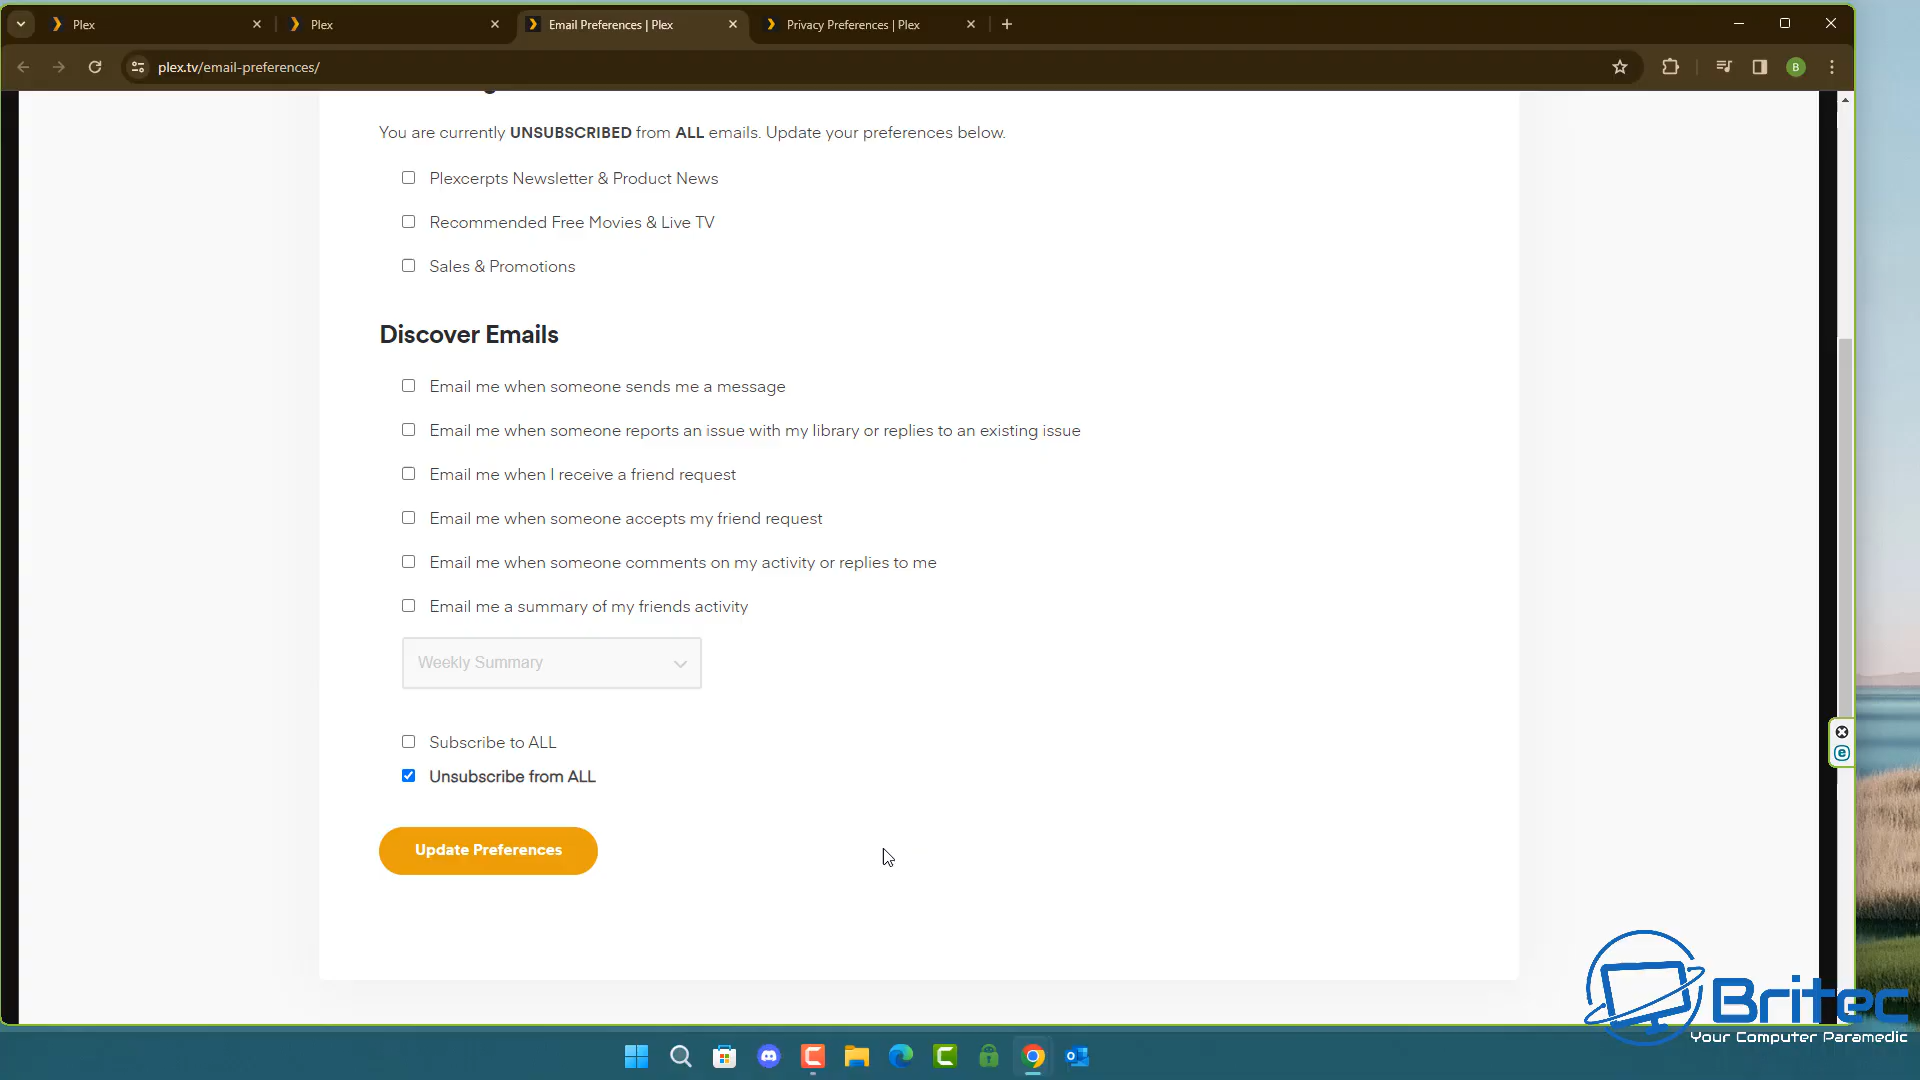 Plex
Plex
Email Preferences | Plex
Privacy Preferences | Plex
plex.tv/email-preferences/
B
You are currently UNSUBSCRIBED from ALL emails. Update your preferences below.
Plexcerpts Newsletter & Product News
Recommended Free Movies & Live TV
Sales & Promotions
Discover Emails
Email me when someone sends me a message
Email me when someone reports an issue with my library or replies to an existing issue
Email me when I receive a friend request
Email me when someone accepts my friend request
Email me when someone comments on my activity or replies to me
Email me a summary of my friends activity
Weekly Summary
Subscribe to ALL
Unsubscribe from ALL
Update Preferences
Britec
Your Computer Paramedic